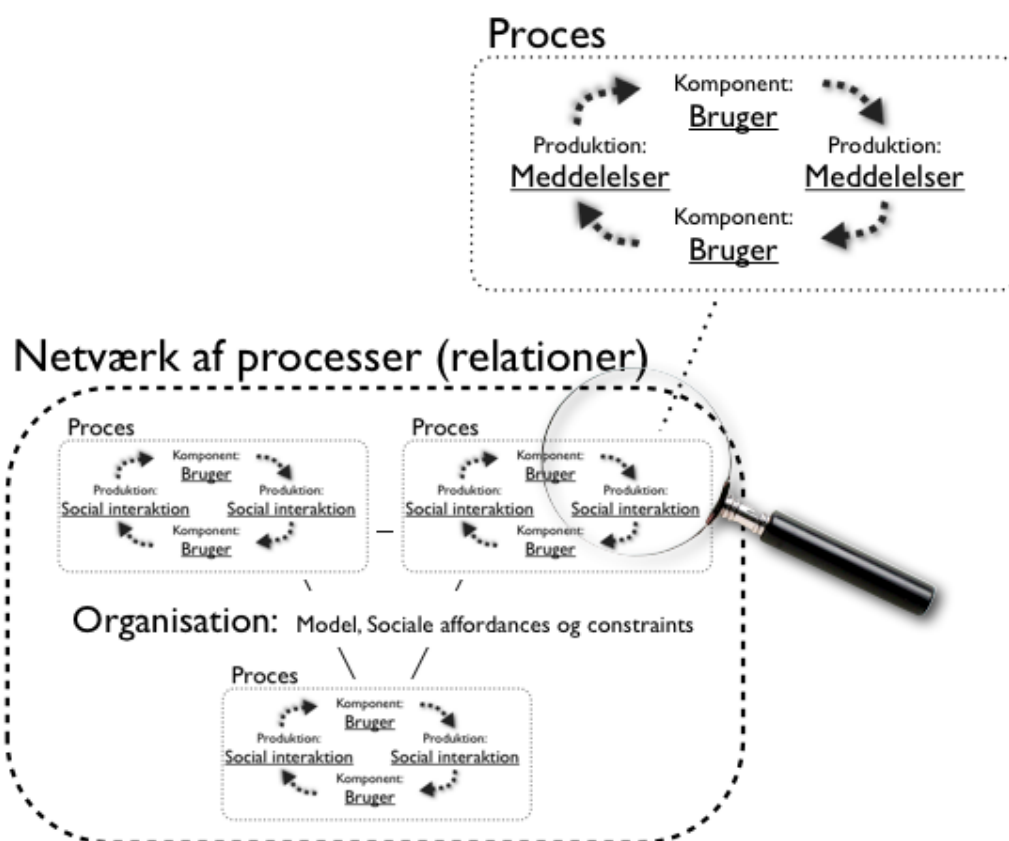 Proces
Komponent:
Bruger
Produktion:
Meddelelser
Produktion:
Meddelelser
Komponent:
Bruger
Netværk af processer (relationer)
Proces
Komponent:
Bruger
Produktion:
Social interaktion
Produktion:
Social interaktion
Komponent:
Bruger
Proces
Komponent:
Bruger
Produktion:
Social interaktion
Produktion:
Social interaktion
Komponent:
Bruger
Organisation: Model, Sociale affordances og constraints
Proces
Komponent:
Bruger
Produktion:
Social interaktion
Produktion:
Social interaktion
Komponent:
Bruger